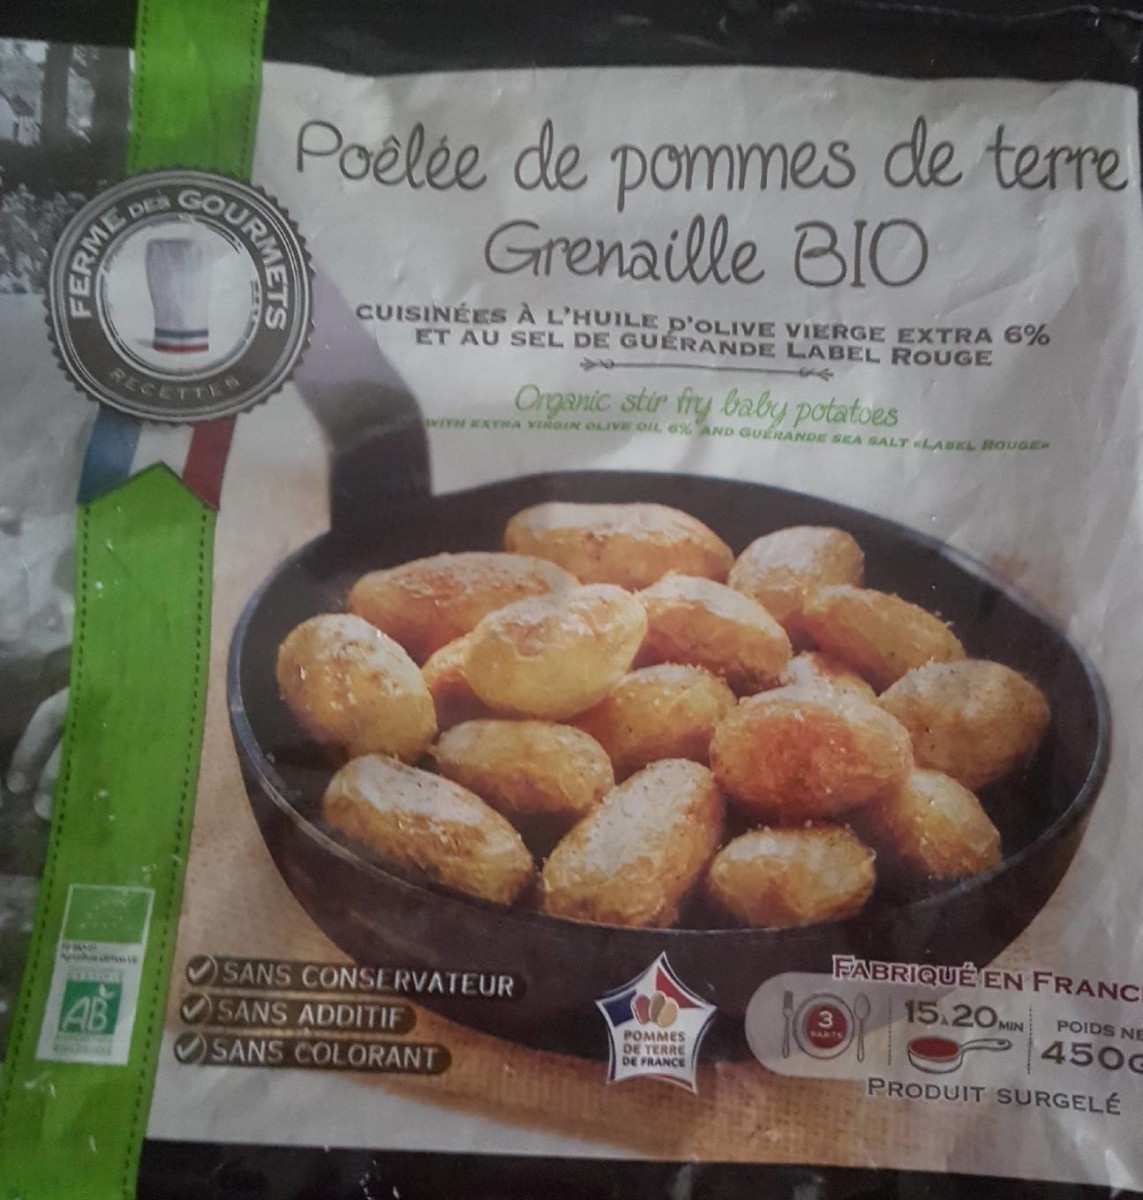 Poêlée de pommes de terre
Grenaille BIO
CUISINÉES À L'HUILE D'OLIVE VIERGE EXTRA 6%
ET AU SEL DE GUÉRANDE LABEL ROUGE
Organic stir fry baby potatoes
WITH EXTRA VIRGIN OLIVE OIL 6% AND GUÉRANDE SEA SALT «LABEL ROUGE»
FERME DES GOURMETS
RECETTES
AB
SANS CONSERVATEUR
SANS ADDITIF
SANS COLORANT
POMMES
DE TERRE
DE FRANCE
FABRIQUÉ EN FRANC
3
PARTS
15.20 MIN
POIDS NE
450G
PRODUIT SURGELÉ